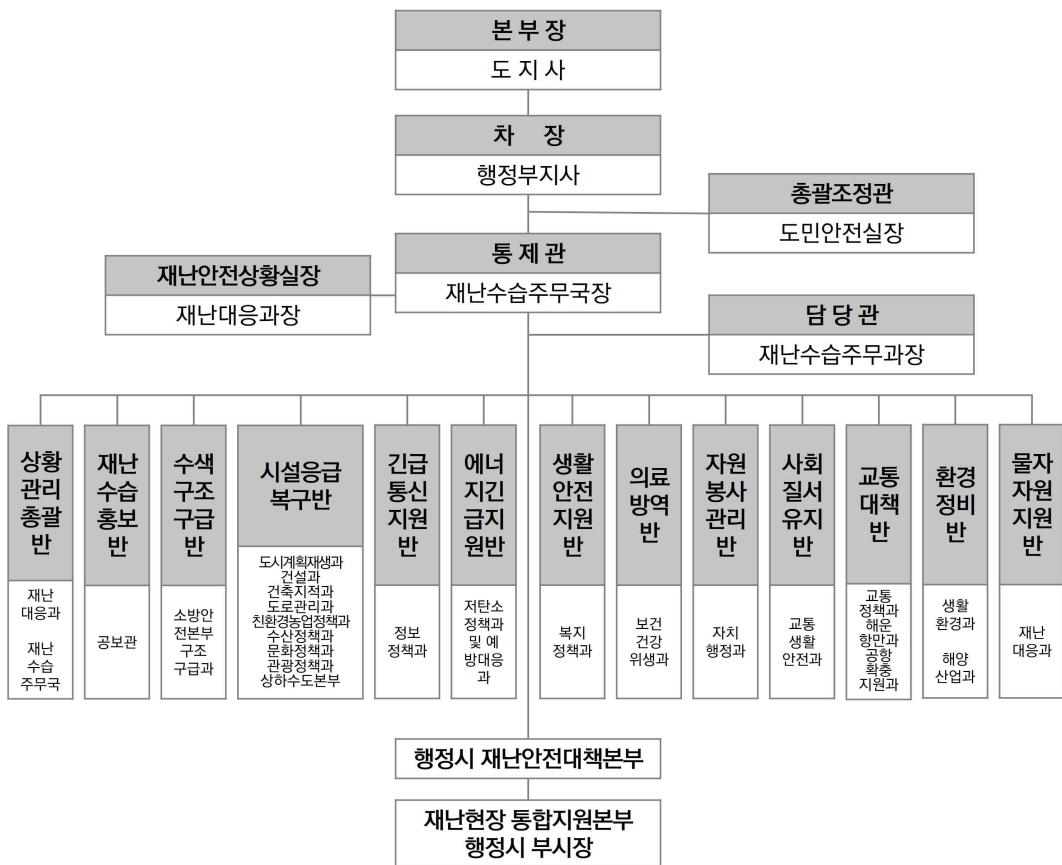 본 부 장
도 지 사
차 장
행정부지사
총괄조정관
도민안전실장
통 제 관
재난수습주무국장
재난안전상황실장
재난대응과장
담 당 관
재난수습주무과장
상황
관리
총괄
반
재난
대응과
재난
수습
주무국
재난
수습
홍보
반
공보관
수색
구조
구급
반
소방안
전본부
구조
구급과
시설응급
복구반
도시계획재생과
건설과
건축지적과
도로관리과
친환경농업정책과
수산정책과
문화정책과
관광정책과
상하수도본부
긴급
통신
지원
반
정보
정책과
에너
지긴
급지
원반
저탄소
정책과
및 예
방대응
과
생활
안전
지원
반
복지
정책과
의료
방역
반
보건
건강
위생과
자원
봉사
관리
반
자치
행정과
사회
질서
유지
반
교통
생활
안전과
교통
대책
반
교통
정책과
해운
항만과
공항
확충
지원과
환경
정비
반
생활
환경과
해양
산업과
물자
자원
지원
반
재난
대응과
행정시 재난안전대책본부
재난현장 통합지원본부
행정시 부시장